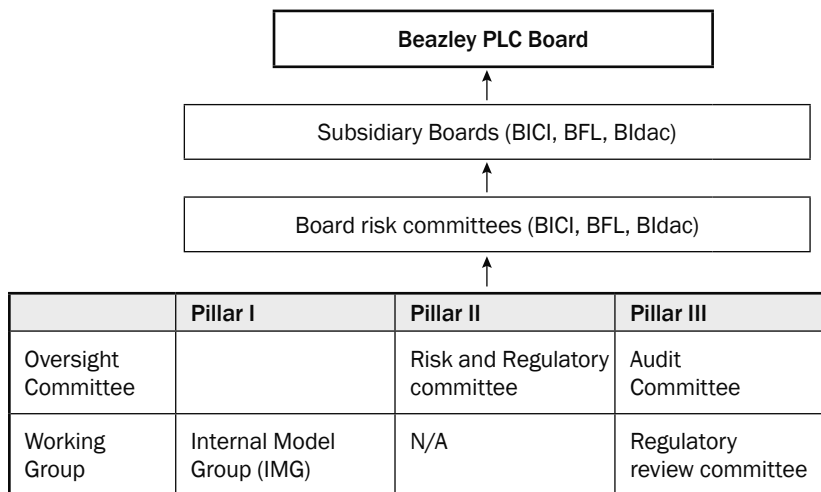 Beazley PLC Board
Subsidiary Boards (BICI, BFL, BIdac)
Board risk committees (BICI, BFL, BIdac)
Pillar I Pillar II Pillar III
Oversight Risk and Regulatory Audit
Committee committee Committee
Working Internal Model N/A Regulatory
Group Group (IMG) review committee